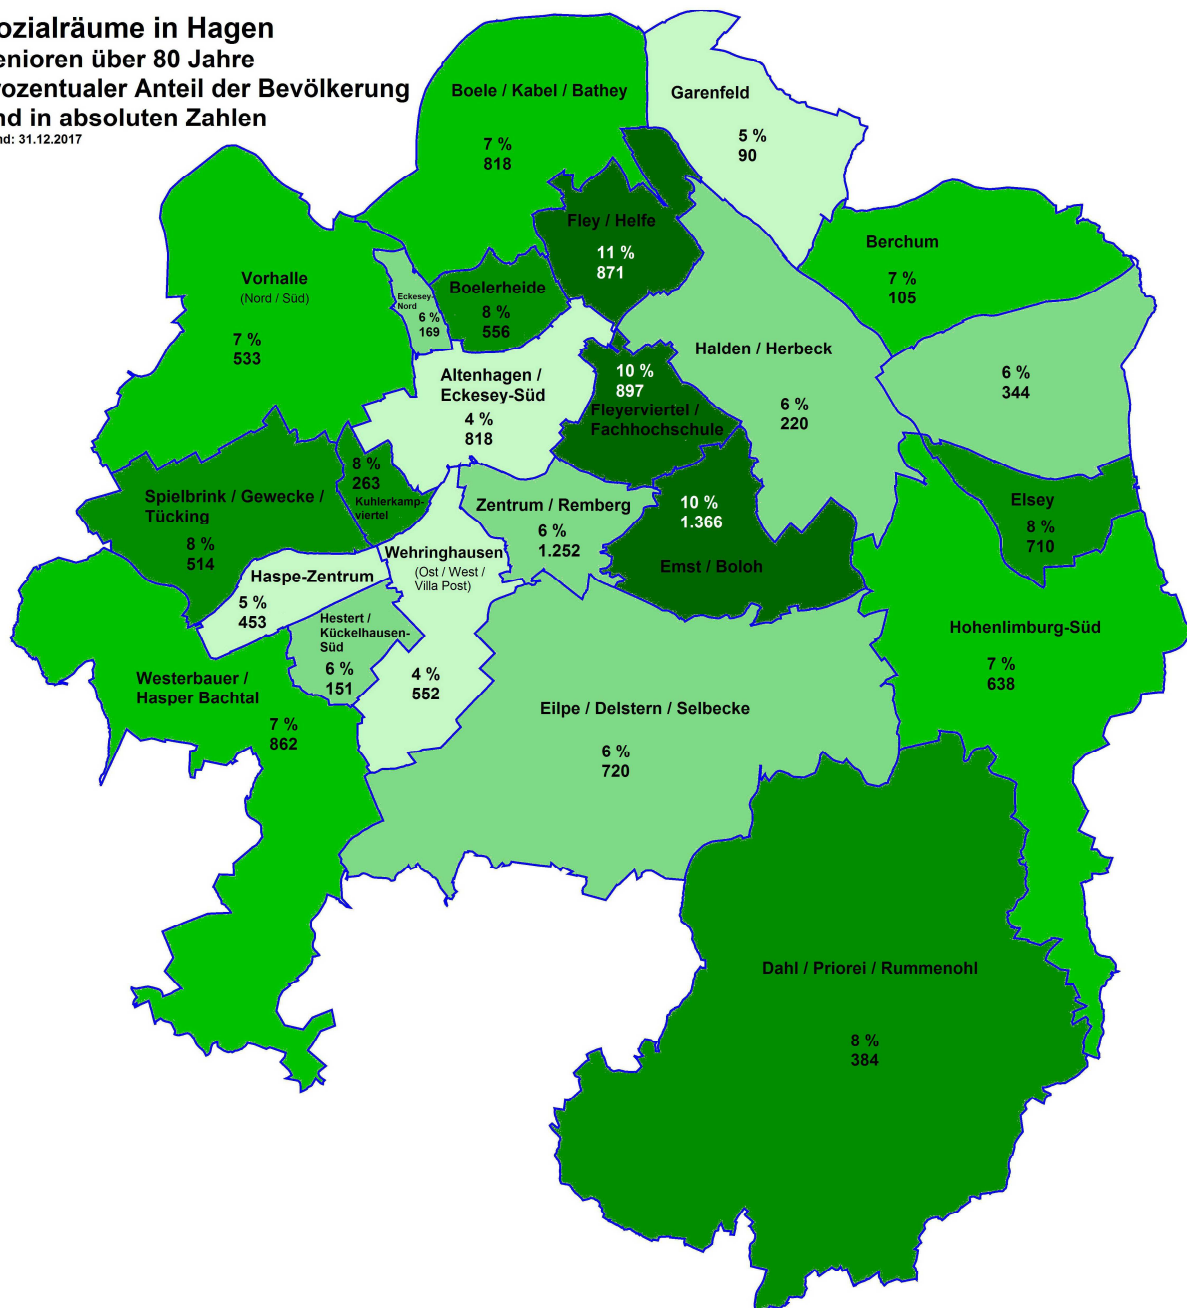 ozialräume in Hagen
enioren über 80 Jahre
rozentualer Anteil der Bevölkerung
nd in absoluten Zahlen
nd: 31.12.2017
Boele / Kabel / Bathey
7 %
818
Garenfeld
5 %
90
Fley / Helfe
11 %
871
Berchum
7 %
105
Vorhalle
(Nord / Süd)
7 %
533
Eckesey-
Nord
6 %
169
Boelerheide
8 %
556
Halden / Herbeck
6 %
220
6 %
344
Altenhagen /
Eckesey-Süd
4 %
818
10 %
897
Fleyerviertel /
Fachhochschule
8 %
263
Kuhlerkamp-
viertel
Spielbrink / Gewecke /
Tücking
8 %
514
Zentrum / Remberg
6 %
1.252
10 %
1.366
Emst / Boloh
Elsey
8 %
710
Wehringhausen
(Ost / West /
Villa Post)
4 %
552
Haspe-Zentrum
5 %
453
Hestert /
Kückelhausen-
Süd
6 %
151
Hohenlimburg-Süd
7 %
638
Westerbauer /
Hasper Bachtal
7 %
862
Eilpe / Delstern / Selbecke
6 %
720
Dahl / Priorei / Rummenohl
8 %
384